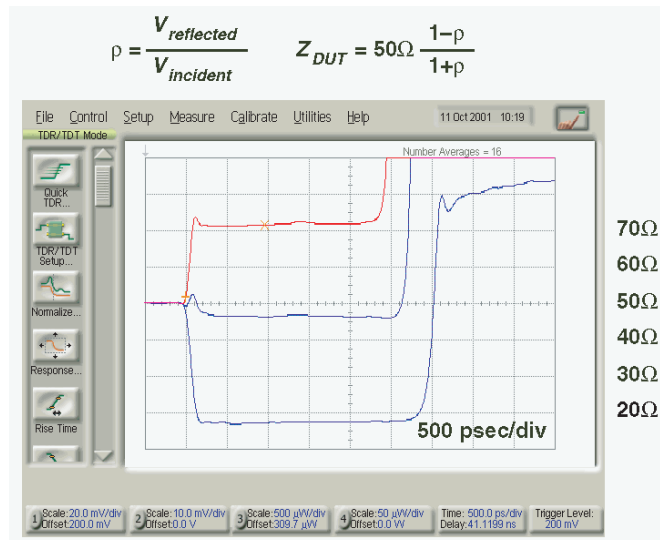 ρ = V reflected / V incident
Z DUT = 50Ω 1−ρ / 1+ρ
File Control Setup Measure Calibrate Utilities Help 11 Oct 2001 10:19
TDR/TDT Mode
Number Averages = 16
Quick
TDR...
TDR/TDT
Setup...
Normalize...
Response...
Rise Time
70Ω
60Ω
50Ω
40Ω
30Ω
20Ω
500 psec/div
1 Scale:20.0 mV/div
Offset:200.0 mV
2 Scale:10.0 mV/div
Offset:0.0 V
3 Scale:500 µW/div
Offset:309.7 µW
4 Scale:50 µW/div
Offset:0.0 W
Time: 500.0 ps/div
Delay:41.1199 ns
Trigger Level:
200 mV